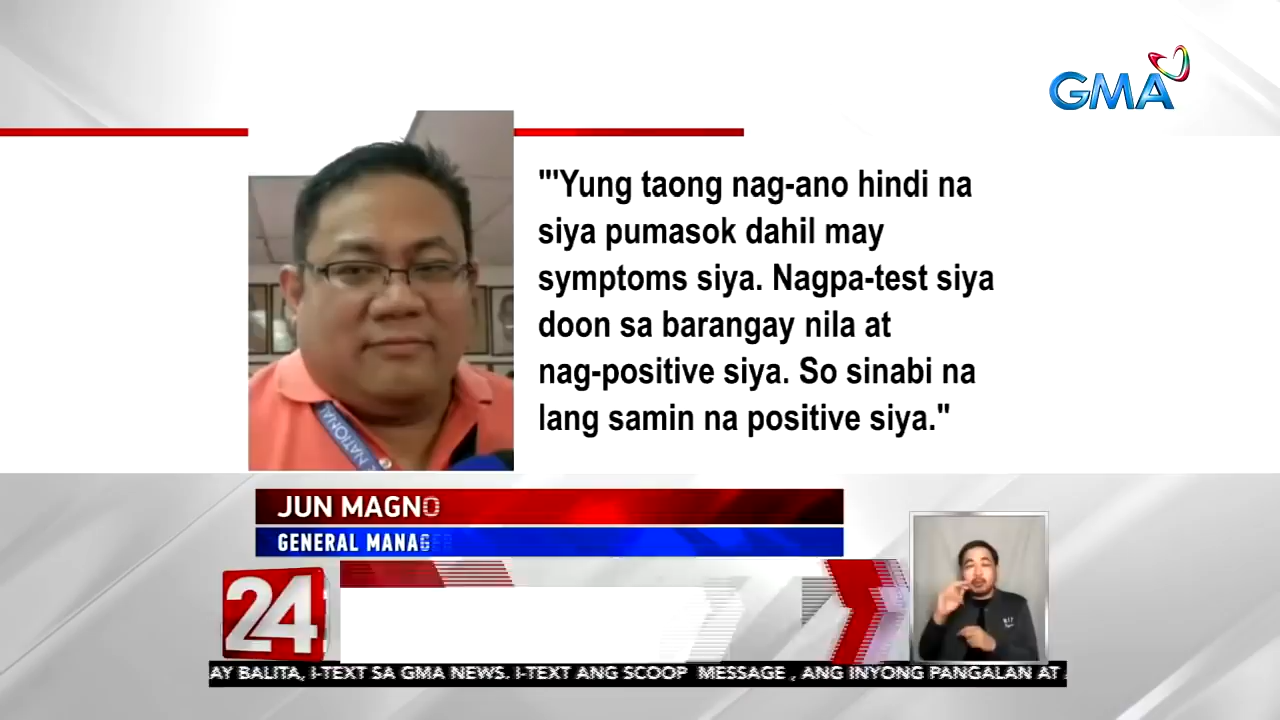 GMA
"'Yung taong nag-ano hindi na
siya pumasok dahil may
symptoms siya. Nagpa-test siya
doon sa barangay nila at
nag-positive siya. So sinabi na
lang samin na positive siya."
NATIONAL
JUN MAGNO
GENERAL MANAGER
24
AY BALITA, I-TEXT SA GMA NEWS. I-TEXT ANG SCOOP MESSAGE , ANG INYONG PANGALAN AT